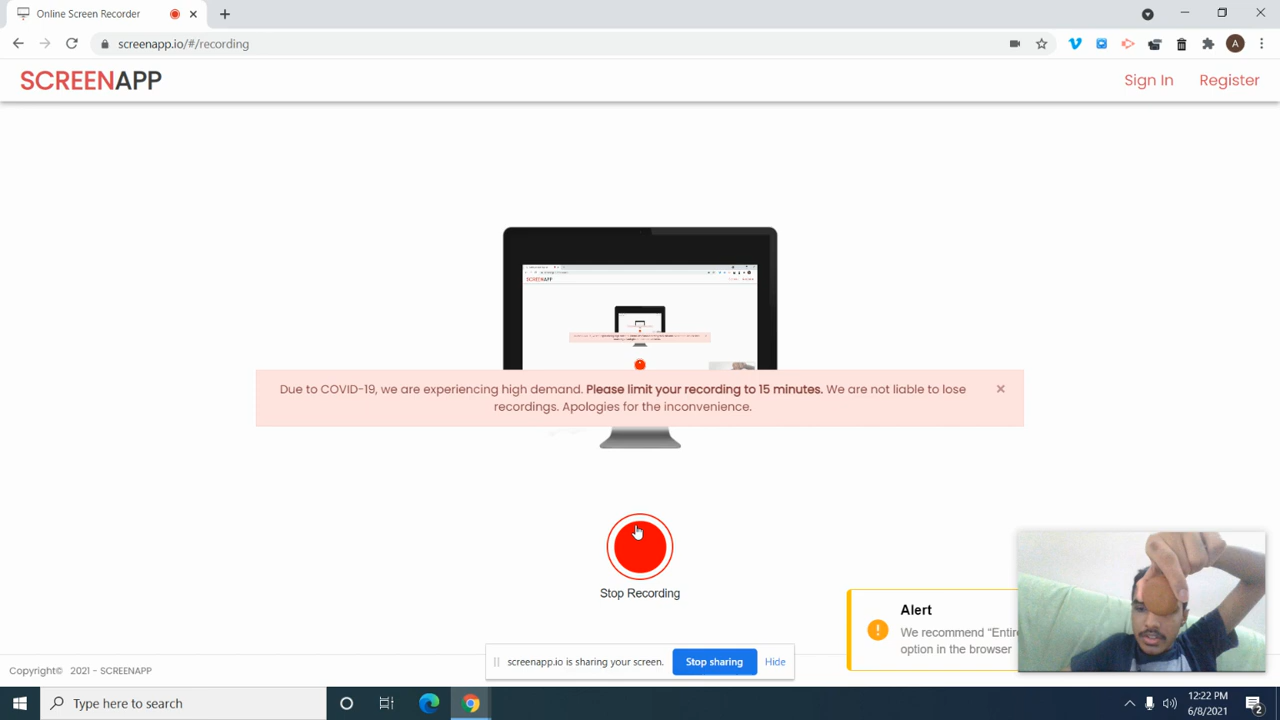 Online Screen Recorder
screenapp.io/#/recording
A
SCREENAPP
Sign In
Register
SCREENAPP
Due to COVID-19, we are experiencing high demand. Please limit your recording to 15 minutes. We are not liable to lose
recordings. Apologies for the inconvenience.
Stop Recording
Alert
We recommend “Entir
option in the browser
screenapp.io is sharing your screen.
Stop sharing
Hide
Copyright© 2021 - SCREENAPP
Type here to search
12:22 PM
6/8/2021
2